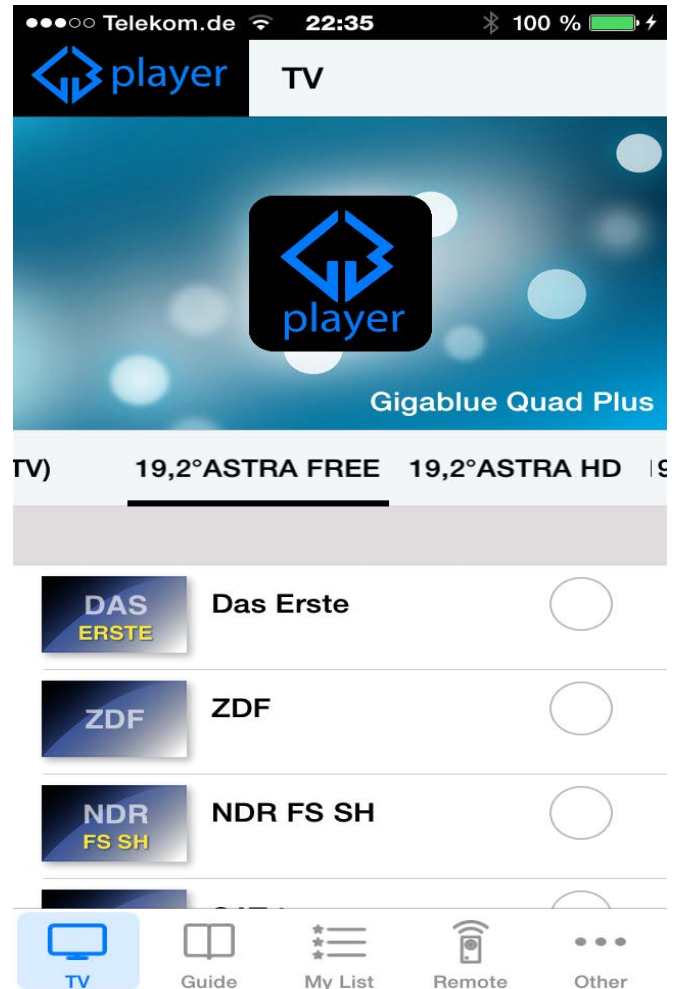 Telekom.de 22:35 100 %
GB player TV
GB
player
Gigablue Quad Plus
TV) 19,2°ASTRA FREE 19,2°ASTRA HD
DAS
ERSTE
Das Erste
ZDF
ZDF
NDR
FS SH
NDR FS SH
TV Guide My List Remote Other